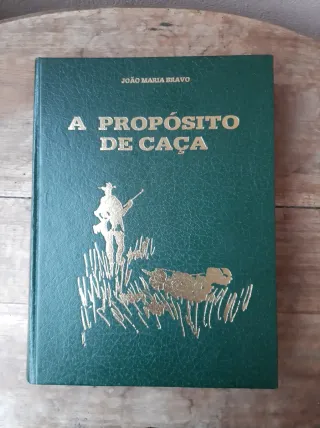 JOÃO MARIA BRAVO
A PROPÓSITO
DE CAÇA